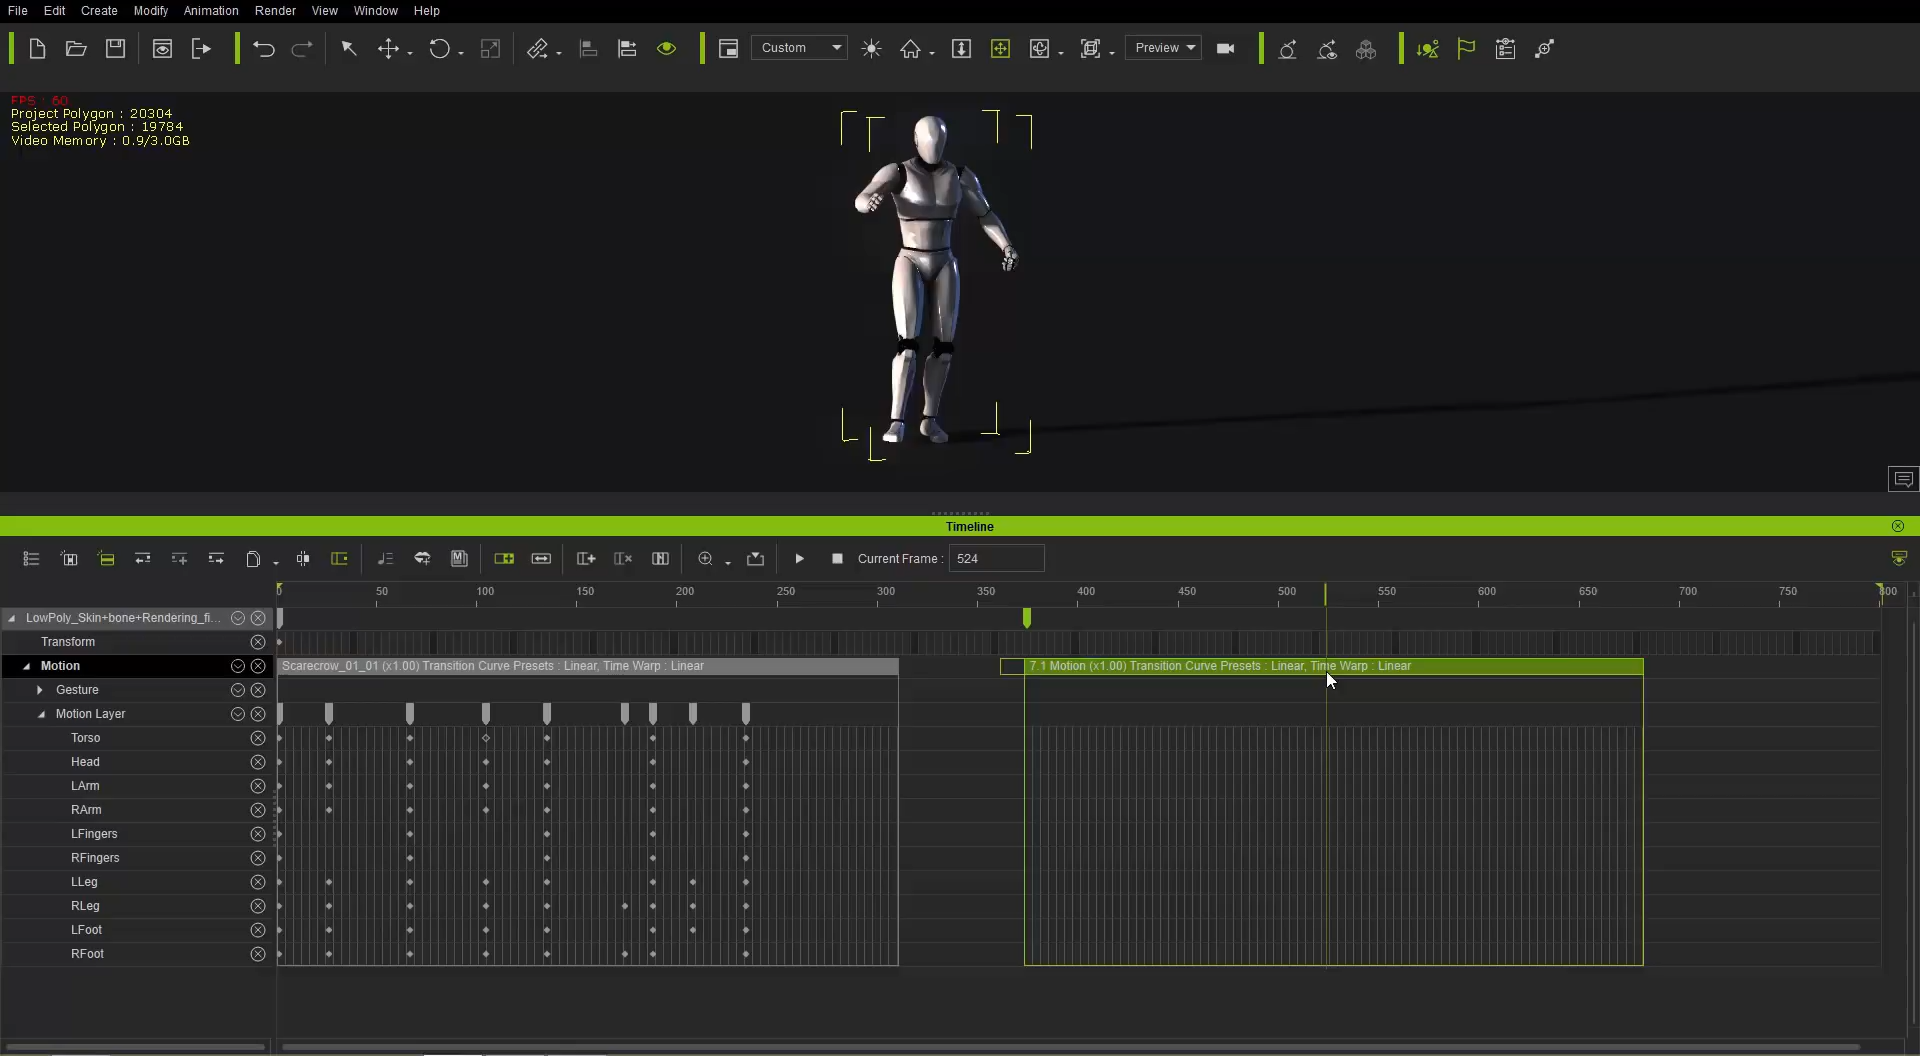 File Edit Create Modify Animation Render View Window Help
Custom Preview
FPS : 60
Project Polygon : 20304
Selected Polygon : 19784
Video Memory : 0.9/3.0GB
Timeline
Current Frame : 524
0 50 100 150 200 250 300 350 400 450 500 550 600 650 700 750 800
LowPoly_Skin+bone+Rendering_fi...
Transform
Motion
Scarecrow_01_01 (x1.00) Transition Curve Presets : Linear, Time Warp : Linear
7.1 Motion (x1.00) Transition Curve Presets : Linear, Time Warp : Linear
Gesture
Motion Layer
Torso
Head
LArm
RArm
LFingers
RFingers
LLeg
RLeg
LFoot
RFoot